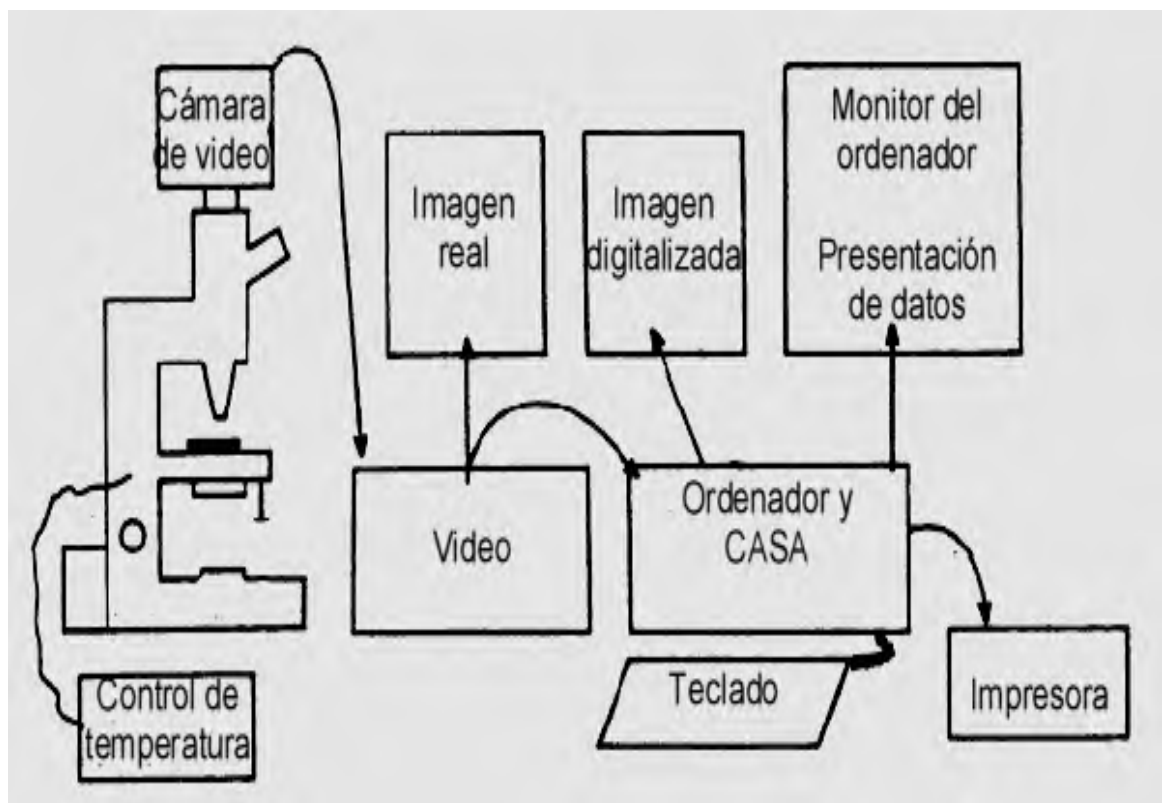 Cámara
de video
Imagen
real
Imagen
digitalizada
Monitor del
ordenador
Presentación
de datos
Video
Ordenador y
CASA
Teclado
Impresora
Control de
temperatura